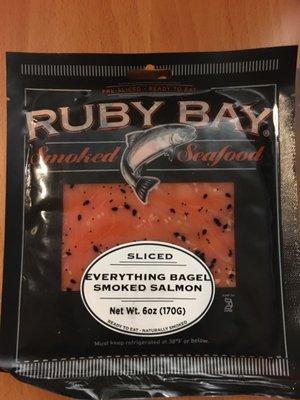 PRE-SLICED · READY TO EAT
RUBY BAY®
Smoked Seafood
SLICED
EVERYTHING BAGEL
SMOKED SALMON
Net Wt. 6oz (170G)
READY TO EAT - NATURALLY SMOKED
Must keep refrigerated at 38°F or below.